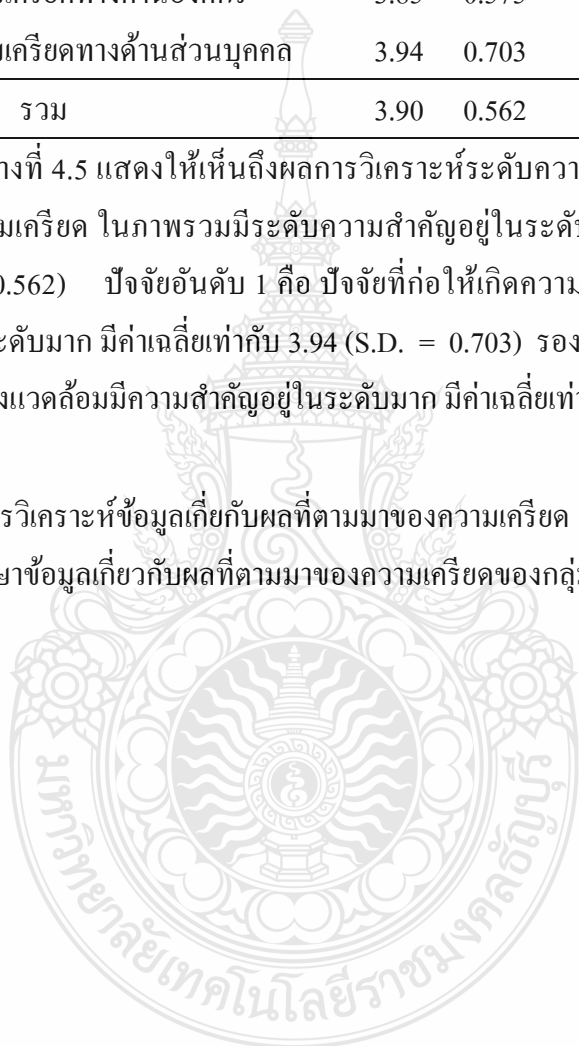 มเครียดทางด้านส่วนบุคคล 3.94 0.703
รวม 3.90 0.562
างที่ 4.5 แสดงให้เห็นถึงผลการวิเคราะห์ระดับควา
มเครียด ในภาพรวมมีระดับความสำคัญอยู่ในระดั
0.562) ปัจจัยอันดับ 1 คือ ปัจจัยที่ก่อให้เกิดความ
ะดับมาก มีค่าเฉลี่ยเท่ากับ 3.94 (S.D. = 0.703) รอง
งแวดล้อมมีความสำคัญอยู่ในระดับมาก มีค่าเฉลี่ยเท่า
รวิเคราะห์ข้อมูลเกี่ยวกับผลที่ตามมาของความเครียด
ษาข้อมูลเกี่ยวกับผลที่ตามมาของความเครียดของกลุ่ม
มหาวิทยาลัยเทคโนโลยีราชมงคลธัญบุรี